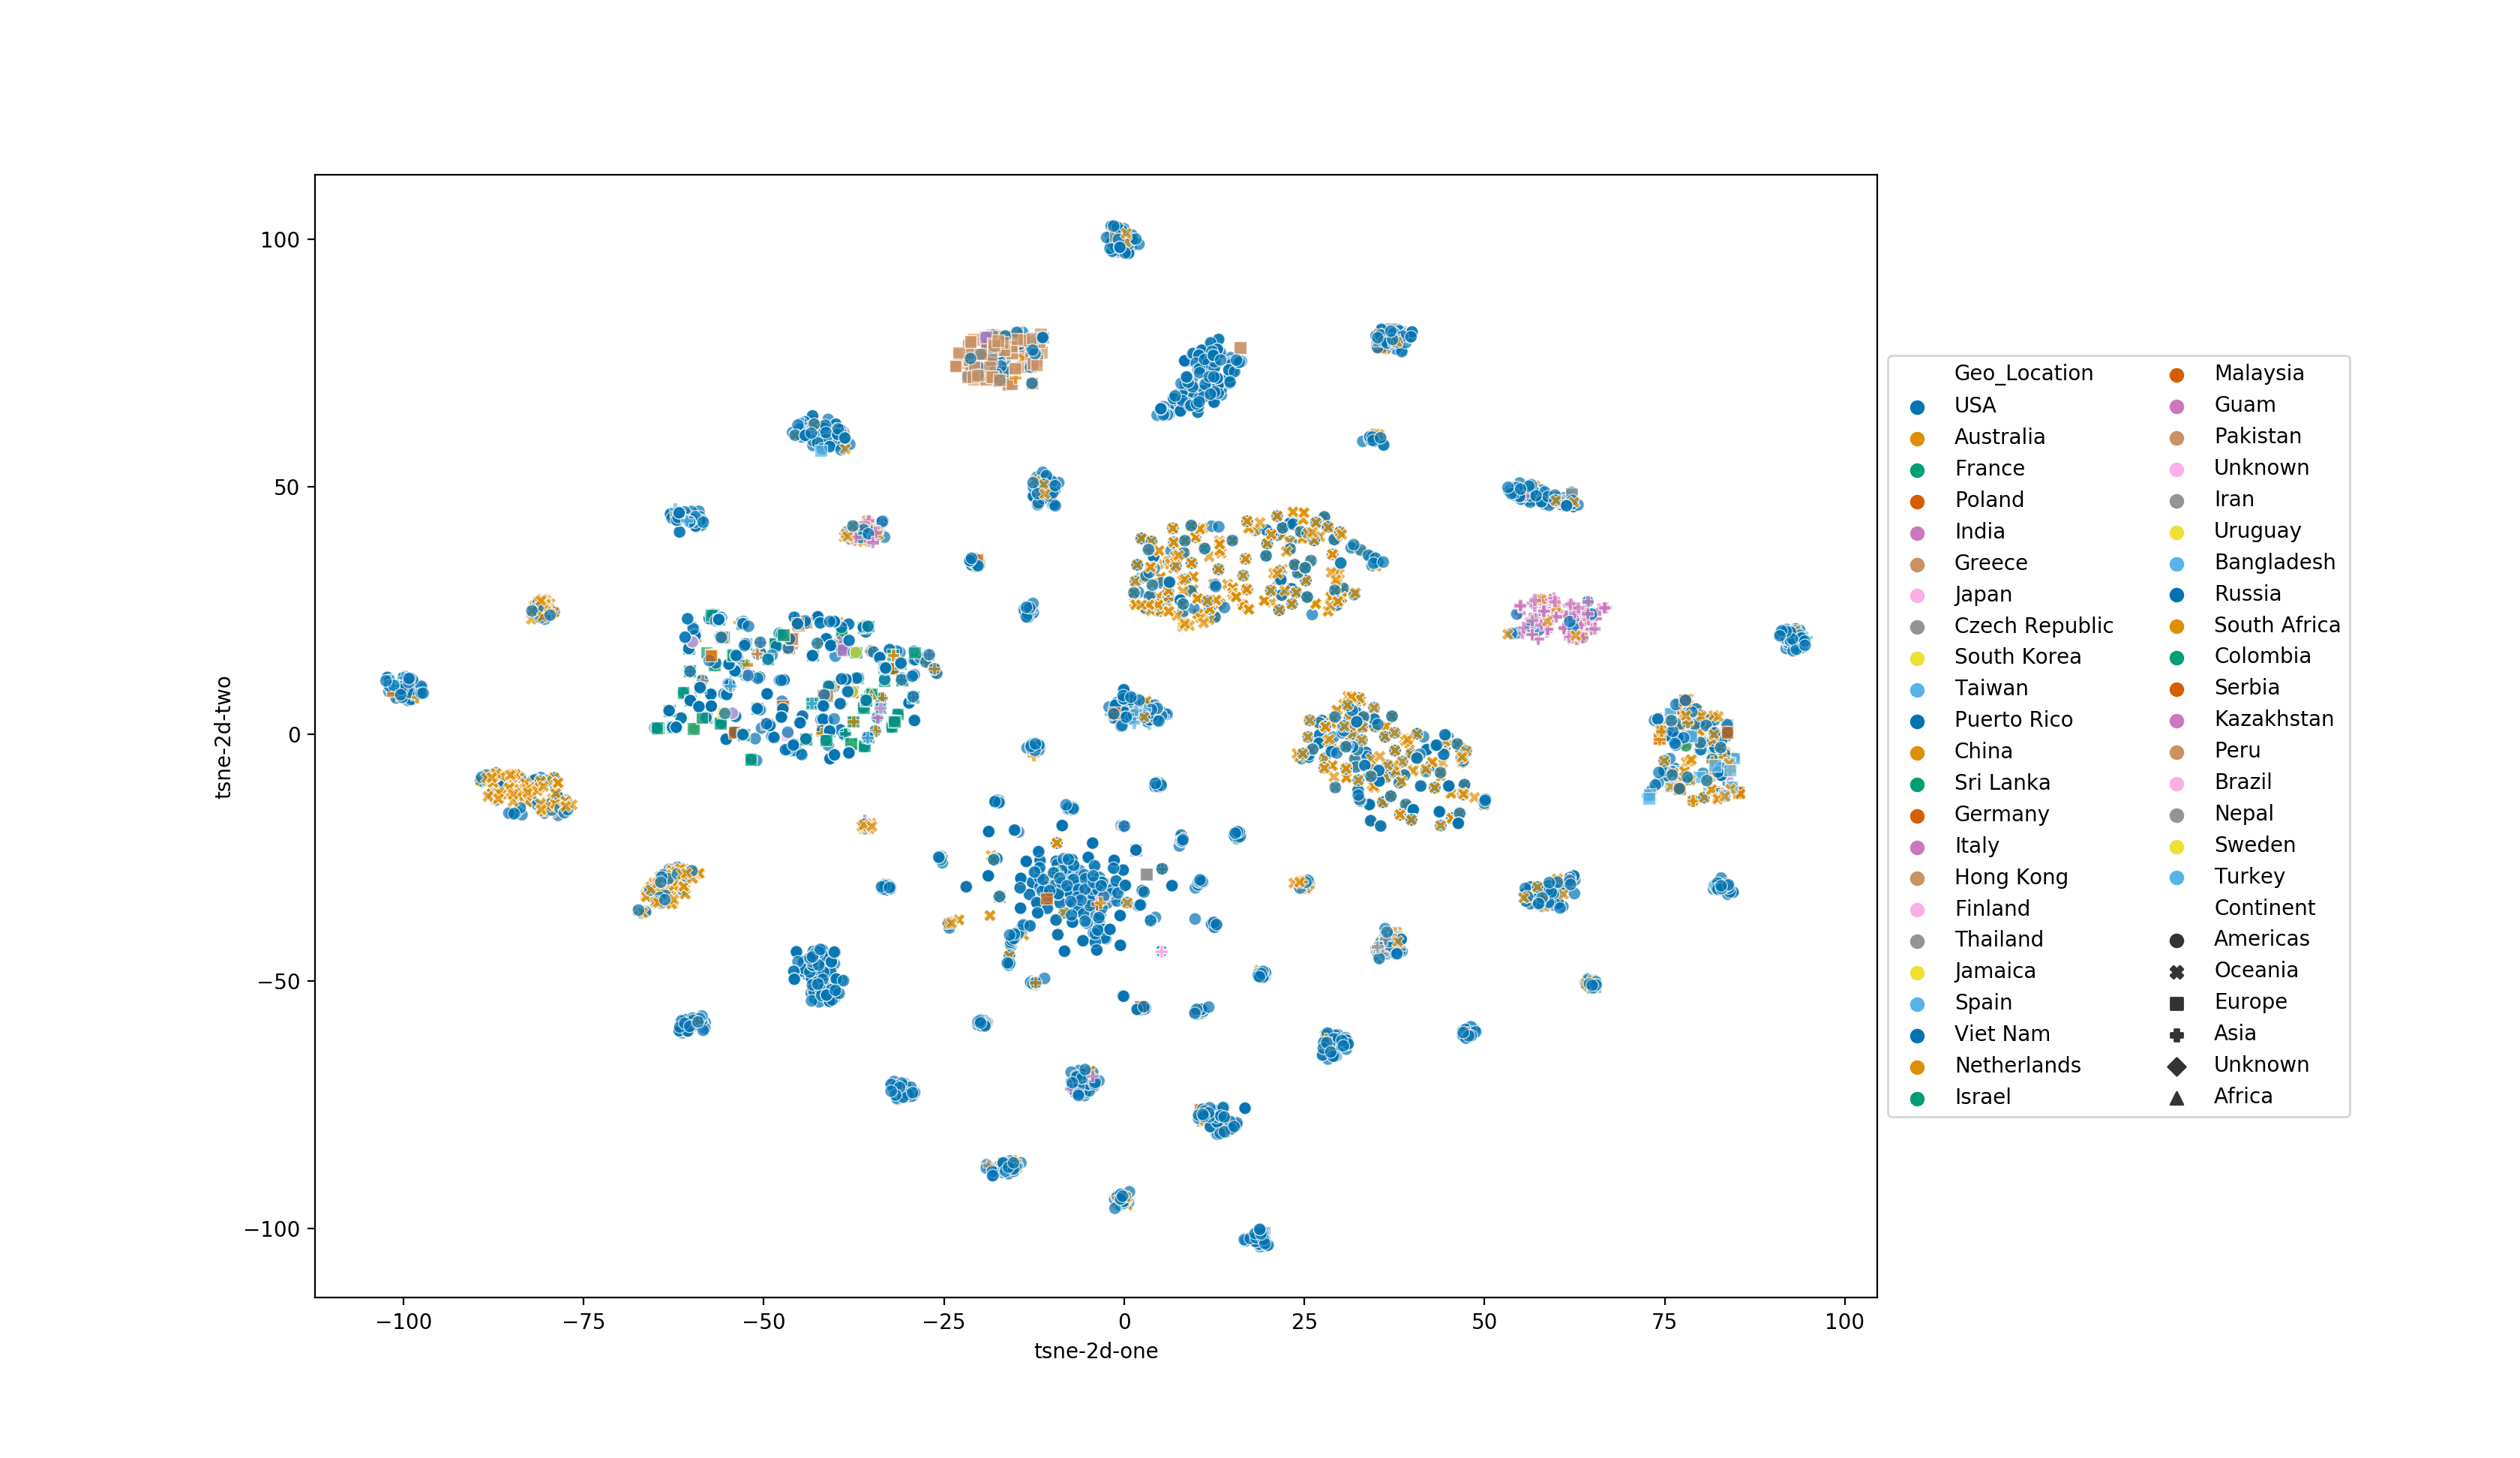 100
50
0
−50
−100
tsne-2d-two
−100
−75
−50
−25
0
25
50
75
100
tsne-2d-one
Geo_Location
USA
Australia
France
Poland
India
Greece
Japan
Czech Republic
South Korea
Taiwan
Puerto Rico
China
Sri Lanka
Germany
Italy
Hong Kong
Finland
Thailand
Jamaica
Spain
Viet Nam
Netherlands
Israel
Malaysia
Guam
Pakistan
Unknown
Iran
Uruguay
Bangladesh
Russia
South Africa
Colombia
Serbia
Kazakhstan
Peru
Brazil
Nepal
Sweden
Turkey
Continent
Americas
Oceania
Europe
Asia
Unknown
Africa